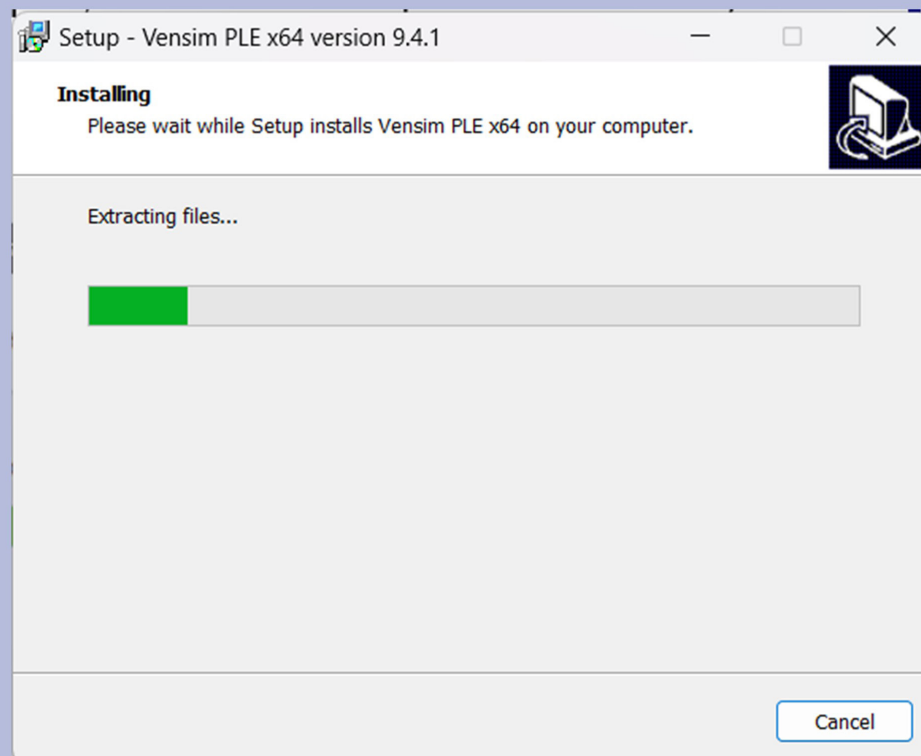 Setup - Vensim PLE x64 version 9.4.1
Installing
Please wait while Setup installs Vensim PLE x64 on your computer.
Extracting files...
Cancel